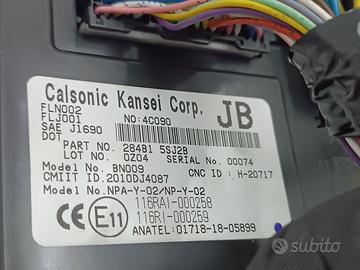 Calsonic Kansei Corp. JB
FLN002
FLJ001 NO:4C090
SAE J1690
DOT
PART NO. 284B1 5SJ2B
LOT NO. 0Z04 SERIAL No. 00074
Model No. BN009
CMIIT ID:2010DJ4087 CNC ID: H-20717
Model No.NPA-Y-02/NP-Y-02
CE E11 116RAI-000258
116RI-000259
ANATEL:01718-18-05899
subito